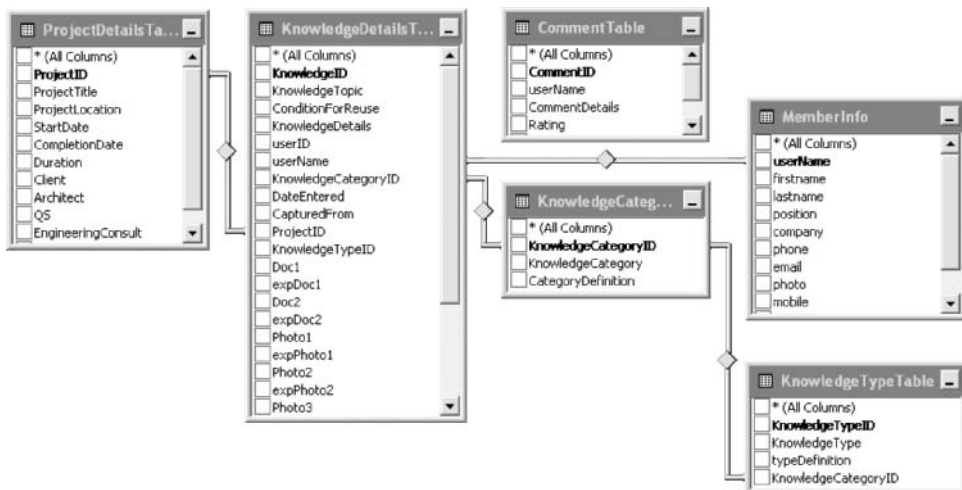 ProjectDetailsTa...
* (All Columns)
ProjectID
ProjectTitle
ProjectLocation
StartDate
CompletionDate
Duration
Client
Architect
QS
EngineeringConsult
KnowledgeDetailsT...
* (All Columns)
KnowledgeID
KnowledgeTopic
ConditionForReuse
KnowledgeDetails
userID
userName
KnowledgeCategoryID
DateEntered
CapturedFrom
ProjectID
KnowledgeTypeID
Doc1
expDoc1
Doc2
expDoc2
Photo1
expPhoto1
Photo2
expPhoto2
Photo3
CommentTable
* (All Columns)
CommentID
userName
CommentDetails
Rating
KnowledgeCateg...
* (All Columns)
KnowledgeCategoryID
KnowledgeCategory
CategoryDefinition
MemberInfo
* (All Columns)
userName
firstname
lastname
position
company
phone
email
photo
mobile
KnowledgeTypeTable
* (All Columns)
KnowledgeTypeID
KnowledgeType
typeDefinition
KnowledgeCategoryID